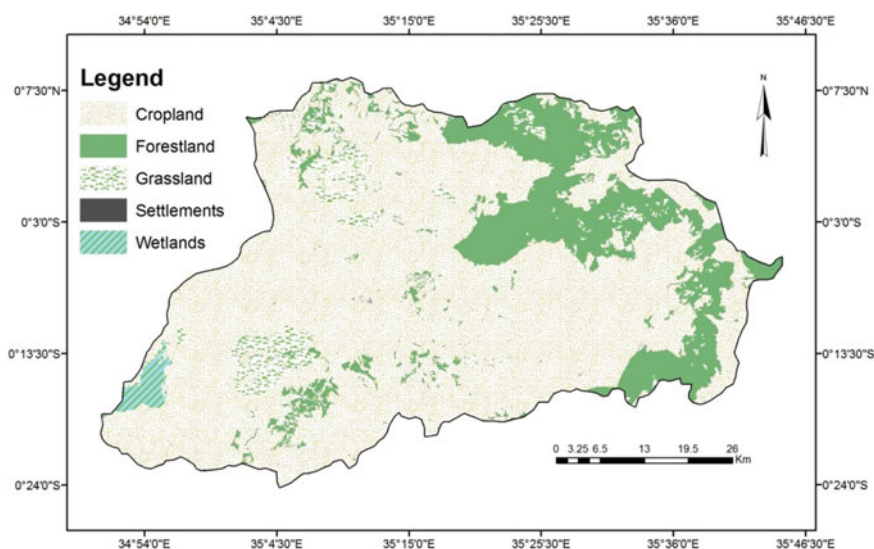 34°54'0"E 35°4'30"E 35°15'0"E 35°25'30"E 35°36'0"E 35°46'30"E
Legend
Cropland
Forestland
Grassland
Settlements
Wetlands
N
0°7'30"N 0°7'30"N
0°3'0"S 0°3'0"S
0°13'30"S 0°13'30"S
0°24'0"S 0°24'0"S
0 3.25 6.5 13 19.5 26
Km
34°54'0"E 35°4'30"E 35°15'0"E 35°25'30"E 35°36'0"E 35°46'30"E